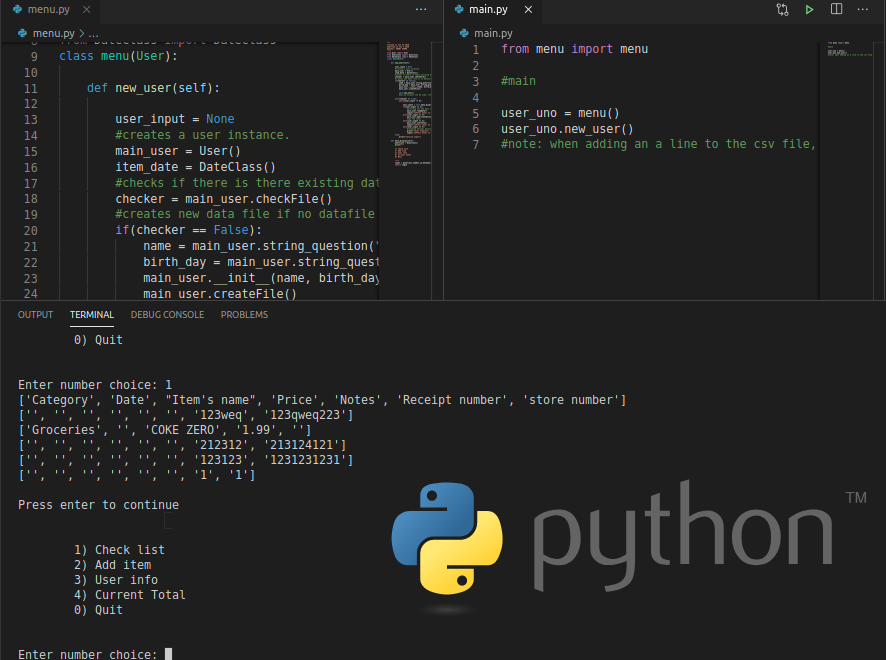 menu.py
menu.py > ...
8 from DateClass import DateClass
9 class menu(User):
10
11 def new_user(self):
12
13 user_input = None
14 #creates a user instance.
15 main_user = User()
16 item_date = DateClass()
17 #checks if there is there existing dat
18 checker = main_user.checkFile()
19 #creates new data file if no datafile
20 if(checker == False):
21 name = main_user.string_question('
22 birth_day = main_user.string_quest
23 main_user.__init__(name, birth_day
24 main_user.createFile()
main.py
main.py
1 from menu import menu
2
3 #main
4
5 user_uno = menu()
6 user_uno.new_user()
7 #note: when adding an a line to the csv file,
OUTPUT TERMINAL DEBUG CONSOLE PROBLEMS
0) Quit
Enter number choice: 1
['Category', 'Date', "Item's name", 'Price', 'Notes', 'Receipt number', 'store number']
['', '', '', '', '', '', '123weq', '123qweq223']
['Groceries', '', 'COKE ZERO', '1.99', '']
['', '', '', '', '', '', '212312', '213124121']
['', '', '', '', '', '', '123123', '1231231231']
['', '', '', '', '', '', '1', '1']
Press enter to continue
1) Check list
2) Add item
3) User info
4) Current Total
0) Quit
Enter number choice:
python TM